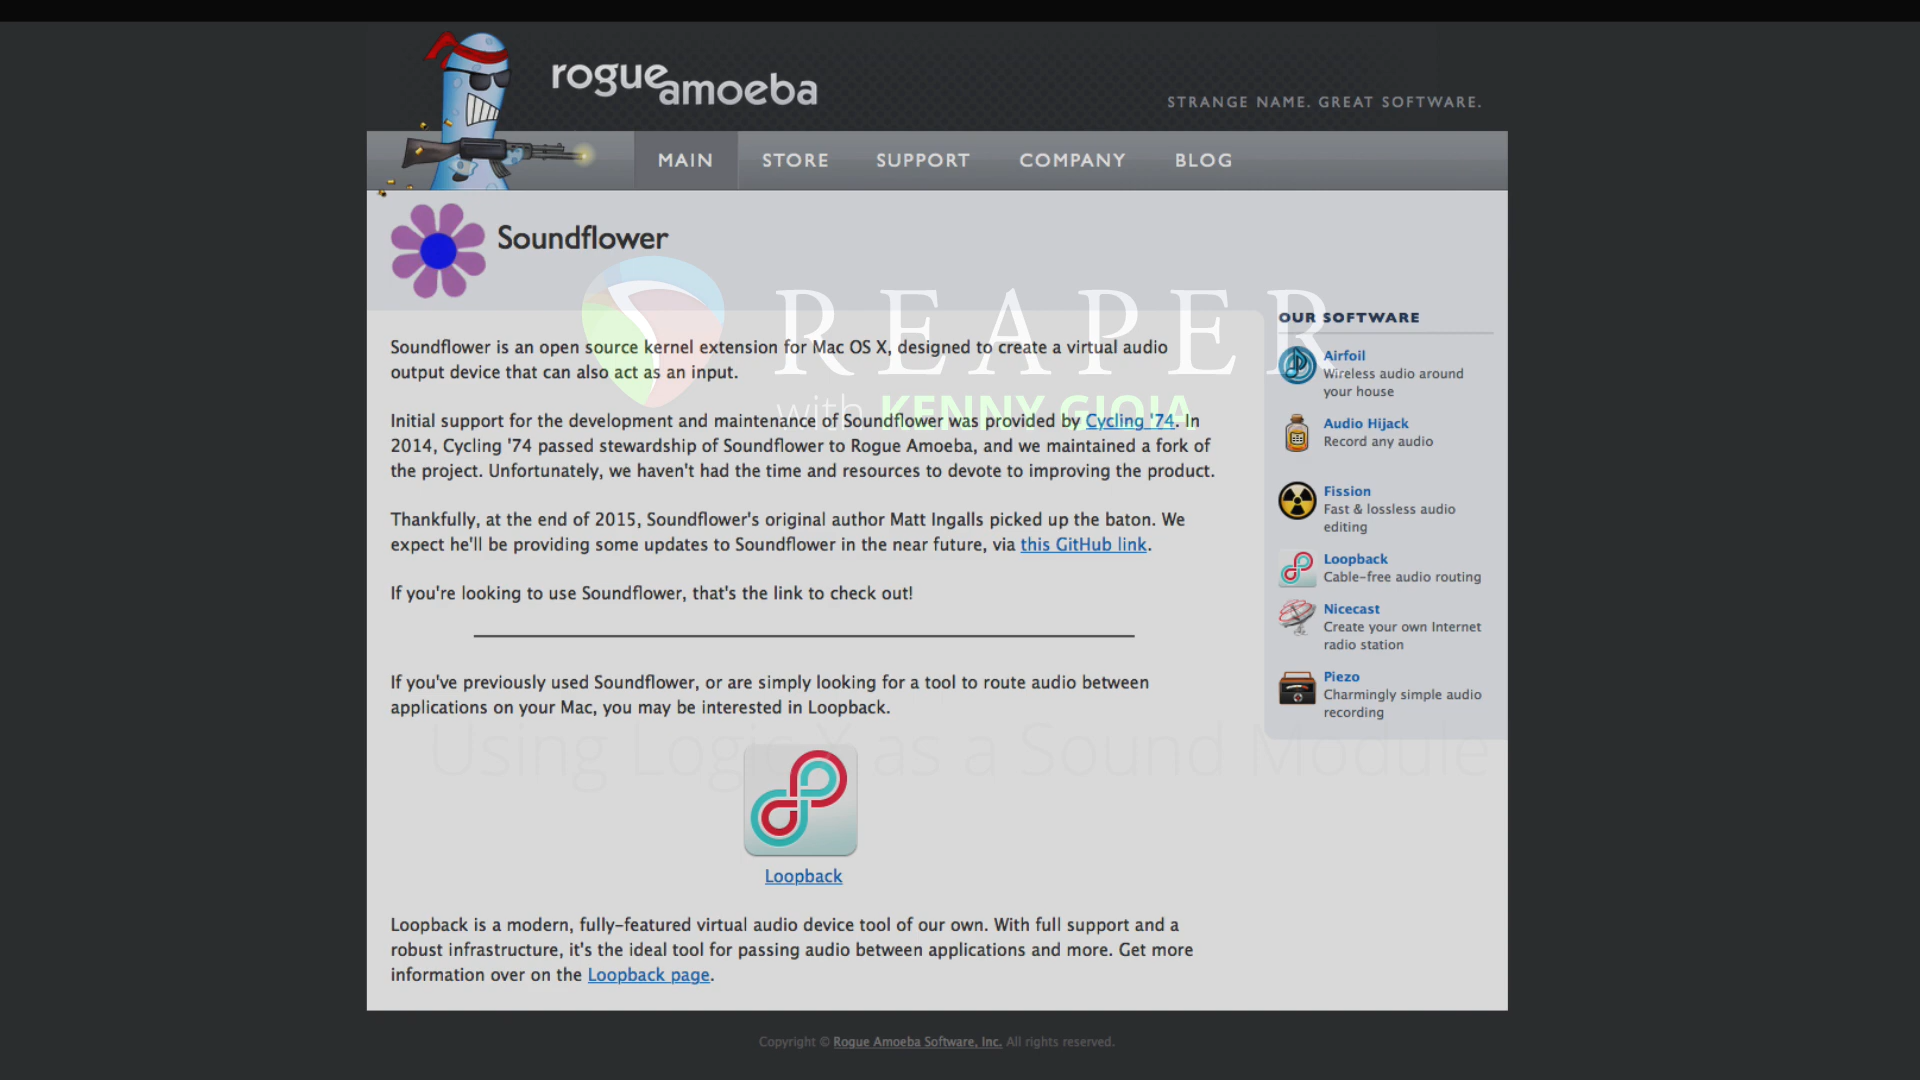 rogue amoeba
STRANGE NAME. GREAT SOFTWARE.
MAIN STORE SUPPORT COMPANY BLOG
Soundflower
REAPER
with KENNY GIOIA
Soundflower is an open source kernel extension for Mac OS X, designed to create a virtual audio
output device that can also act as an input.
Initial support for the development and maintenance of Soundflower was provided by Cycling '74. In
2014, Cycling '74 passed stewardship of Soundflower to Rogue Amoeba, and we maintained a fork of
the project. Unfortunately, we haven't had the time and resources to devote to improving the product.
Thankfully, at the end of 2015, Soundflower's original author Matt Ingalls picked up the baton. We
expect he'll be providing some updates to Soundflower in the near future, via this GitHub link.
If you're looking to use Soundflower, that's the link to check out!
If you've previously used Soundflower, or are simply looking for a tool to route audio between
applications on your Mac, you may be interested in Loopback.
Using Logic X as a Sound Module
Loopback
Loopback is a modern, fully-featured virtual audio device tool of our own. With full support and a
robust infrastructure, it's the ideal tool for passing audio between applications and more. Get more
information over on the Loopback page.
OUR SOFTWARE
Airfoil
Wireless audio around
your house
Audio Hijack
Record any audio
Fission
Fast & lossless audio
editing
Loopback
Cable-free audio routing
Nicecast
Create your own Internet
radio station
Piezo
Charmingly simple audio
recording
Copyright © Rogue Amoeba Software, Inc. All rights reserved.